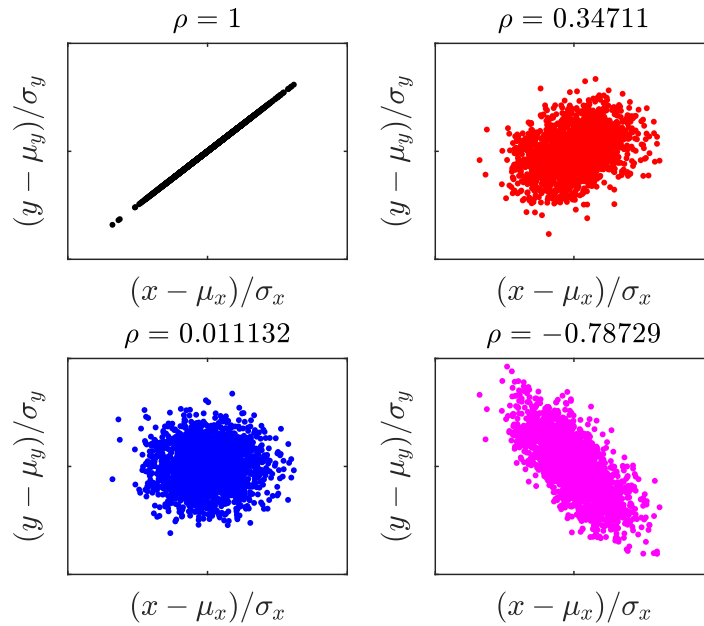 ρ = 1
(y − μ_y)/σ_y
(x − μ_x)/σ_x
ρ = 0.34711
(y − μ_y)/σ_y
(x − μ_x)/σ_x
ρ = 0.011132
(y − μ_y)/σ_y
(x − μ_x)/σ_x
ρ = −0.78729
(y − μ_y)/σ_y
(x − μ_x)/σ_x